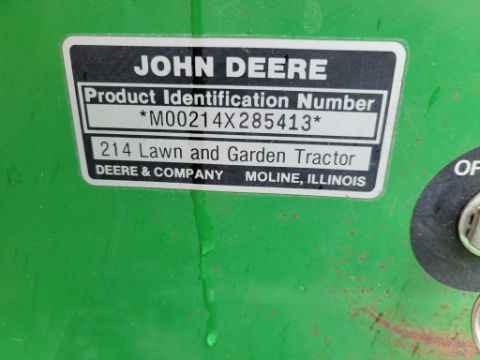 JOHN DEERE
Product Identification Number
*M00214X285413*
214 Lawn and Garden Tractor
DEERE & COMPANY MOLINE, ILLINOIS